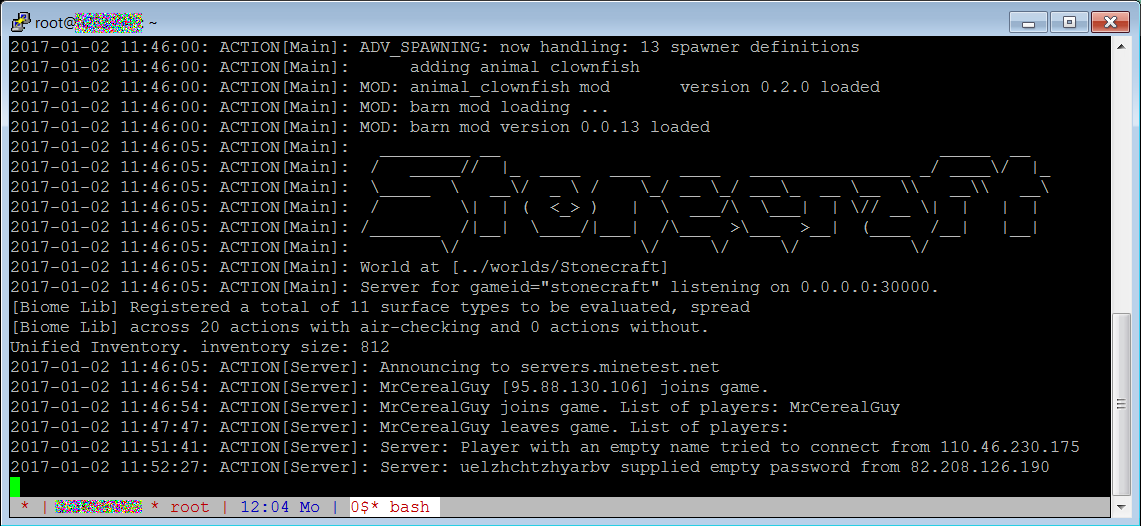 root@ : ~
2017-01-02 11:46:00: ACTION[Main]: ADV_SPAWNING: now handling: 13 spawner definitions
2017-01-02 11:46:00: ACTION[Main]:      adding animal clownfish
2017-01-02 11:46:00: ACTION[Main]: MOD: animal_clownfish mod       version 0.2.0 loaded
2017-01-02 11:46:00: ACTION[Main]: MOD: barn mod loading ...
2017-01-02 11:46:00: ACTION[Main]: MOD: barn mod version 0.0.13 loaded
2017-01-02 11:46:05: ACTION[Main]:
2017-01-02 11:46:05: ACTION[Main]:
2017-01-02 11:46:05: ACTION[Main]: Stonecraft
2017-01-02 11:46:05: ACTION[Main]:
2017-01-02 11:46:05: ACTION[Main]:
2017-01-02 11:46:05: ACTION[Main]:
2017-01-02 11:46:05: ACTION[Main]: World at [../worlds/Stonecraft]
2017-01-02 11:46:05: ACTION[Main]: Server for gameid="stonecraft" listening on 0.0.0.0:30000.
[Biome Lib] Registered a total of 11 surface types to be evaluated, spread
[Biome Lib] across 20 actions with air-checking and 0 actions without.
Unified Inventory. inventory size: 812
2017-01-02 11:46:05: ACTION[Server]: Announcing to servers.minetest.net
2017-01-02 11:46:54: ACTION[Server]: MrCerealGuy [95.88.130.106] joins game.
2017-01-02 11:46:54: ACTION[Server]: MrCerealGuy joins game. List of players: MrCerealGuy
2017-01-02 11:47:47: ACTION[Server]: MrCerealGuy leaves game. List of players:
2017-01-02 11:51:41: ACTION[Server]: Server: Player with an empty name tried to connect from 110.46.230.175
2017-01-02 11:52:27: ACTION[Server]: Server: uelzhchtzhyarbv supplied empty password from 82.208.126.190
* | * root | 12:04 Mo | 0$* bash